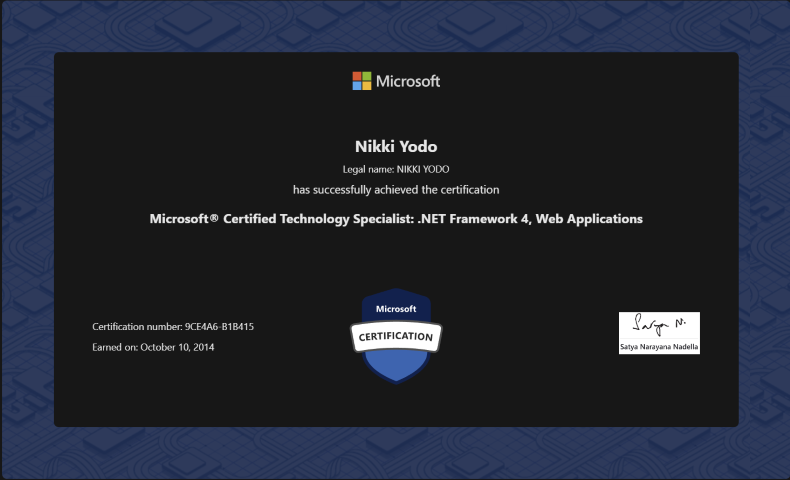 Microsoft
Nikki Yodo
Legal name: NIKKI YODO
has successfully achieved the certification
Microsoft® Certified Technology Specialist: .NET Framework 4, Web Applications
Certification number: 9CE4A6-B1B415
Earned on: October 10, 2014
Microsoft
CERTIFICATION
Satya N.
Satya Narayana Nadella